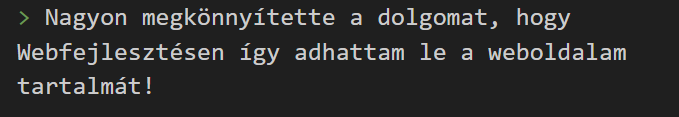 > Nagyon megkönnyítette a dolgomat, hogy
Webfejlesztésen így adhattam le a weboldalam
tartalmát!